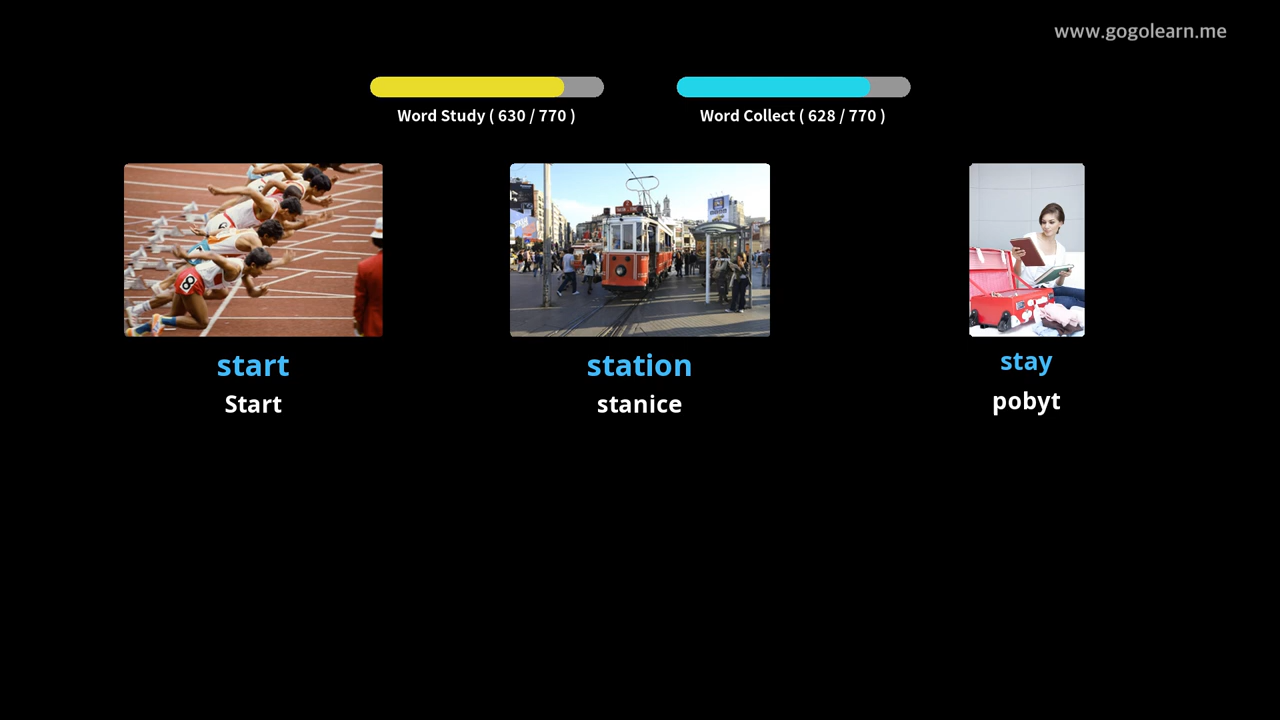 www.gogolearn.me
Word Study ( 630 / 770 )
Word Collect ( 628 / 770 )
start
Start
station
stanice
stay
pobyt